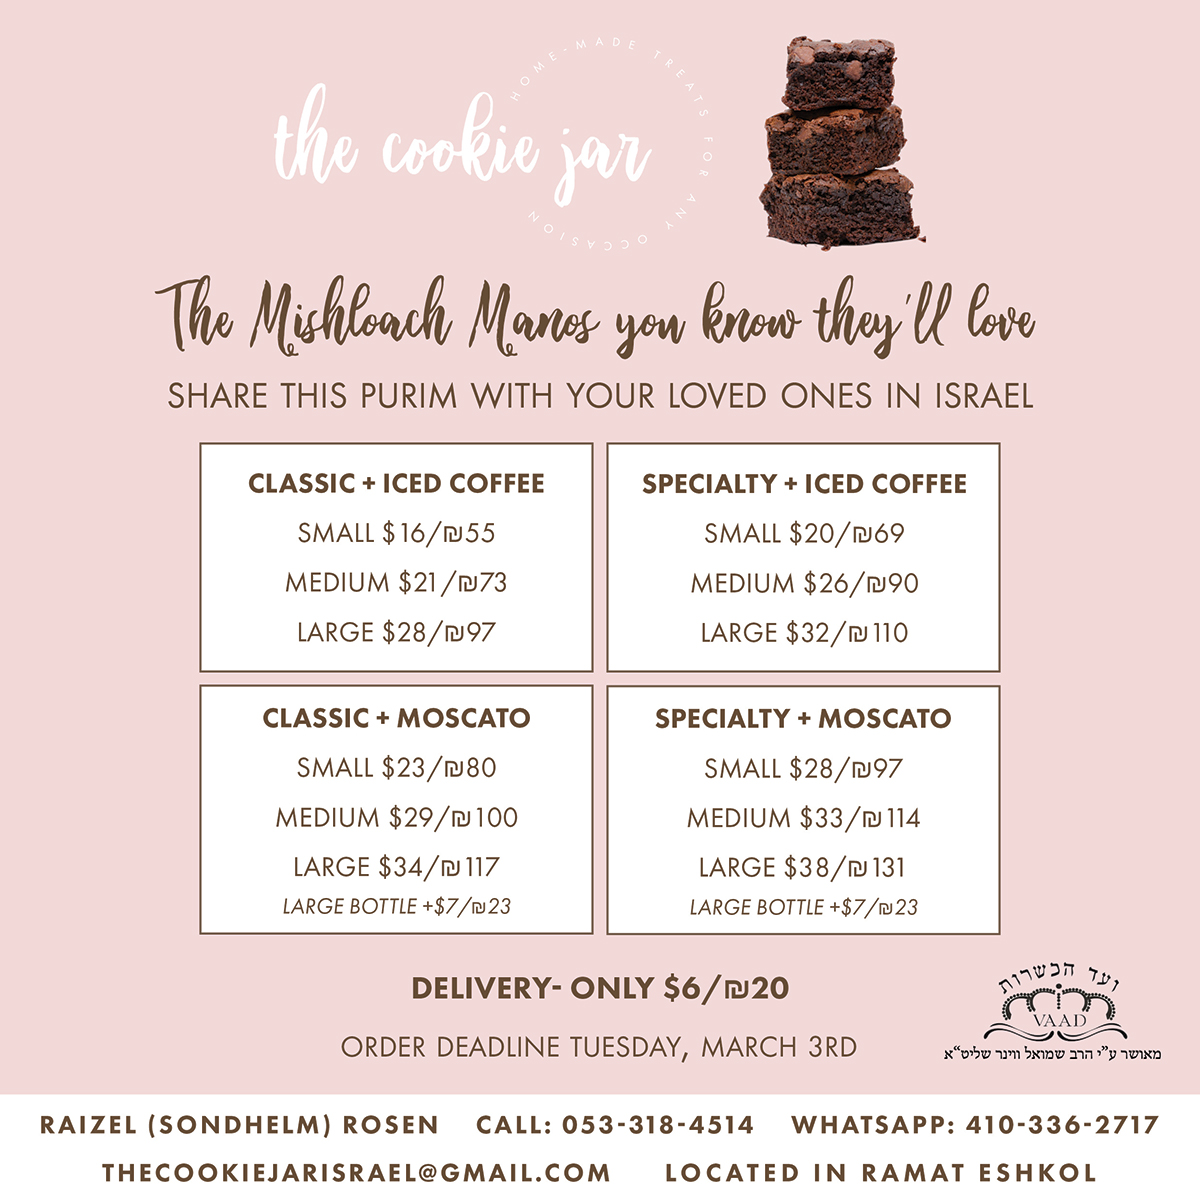 HOME-MADE TREATS FOR ANY OCCASION
the cookie jar
The Mishloach Manos you know they'll love
SHARE THIS PURIM WITH YOUR LOVED ONES IN ISRAEL
CLASSIC + ICED COFFEE
SMALL $16/₪55
MEDIUM $21/₪73
LARGE $28/₪97
SPECIALTY + ICED COFFEE
SMALL $20/₪69
MEDIUM $26/₪90
LARGE $32/₪110
CLASSIC + MOSCATO
SMALL $23/₪80
MEDIUM $29/₪100
LARGE $34/₪117
LARGE BOTTLE +$7/₪23
SPECIALTY + MOSCATO
SMALL $28/₪97
MEDIUM $33/₪114
LARGE $38/₪131
LARGE BOTTLE +$7/₪23
DELIVERY- ONLY $6/₪20
ORDER DEADLINE TUESDAY, MARCH 3RD
ועד הכשרות
VAAD
מאושר ע"י הרב שמואל ווינר שליט"א
RAIZEL (SONDHELM) ROSEN CALL: 053-318-4514 WHATSAPP: 410-336-2717
THECOOKIEJARISRAEL@GMAIL.COM LOCATED IN RAMAT ESHKOL